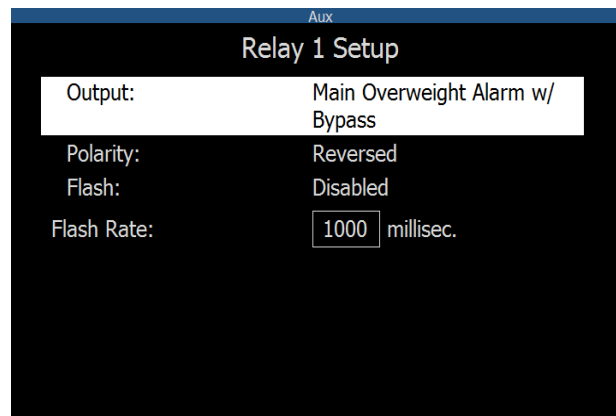 Aux
Relay 1 Setup
Output: Main Overweight Alarm w/
Bypass
Polarity: Reversed
Flash: Disabled
Flash Rate: 1000 millisec.